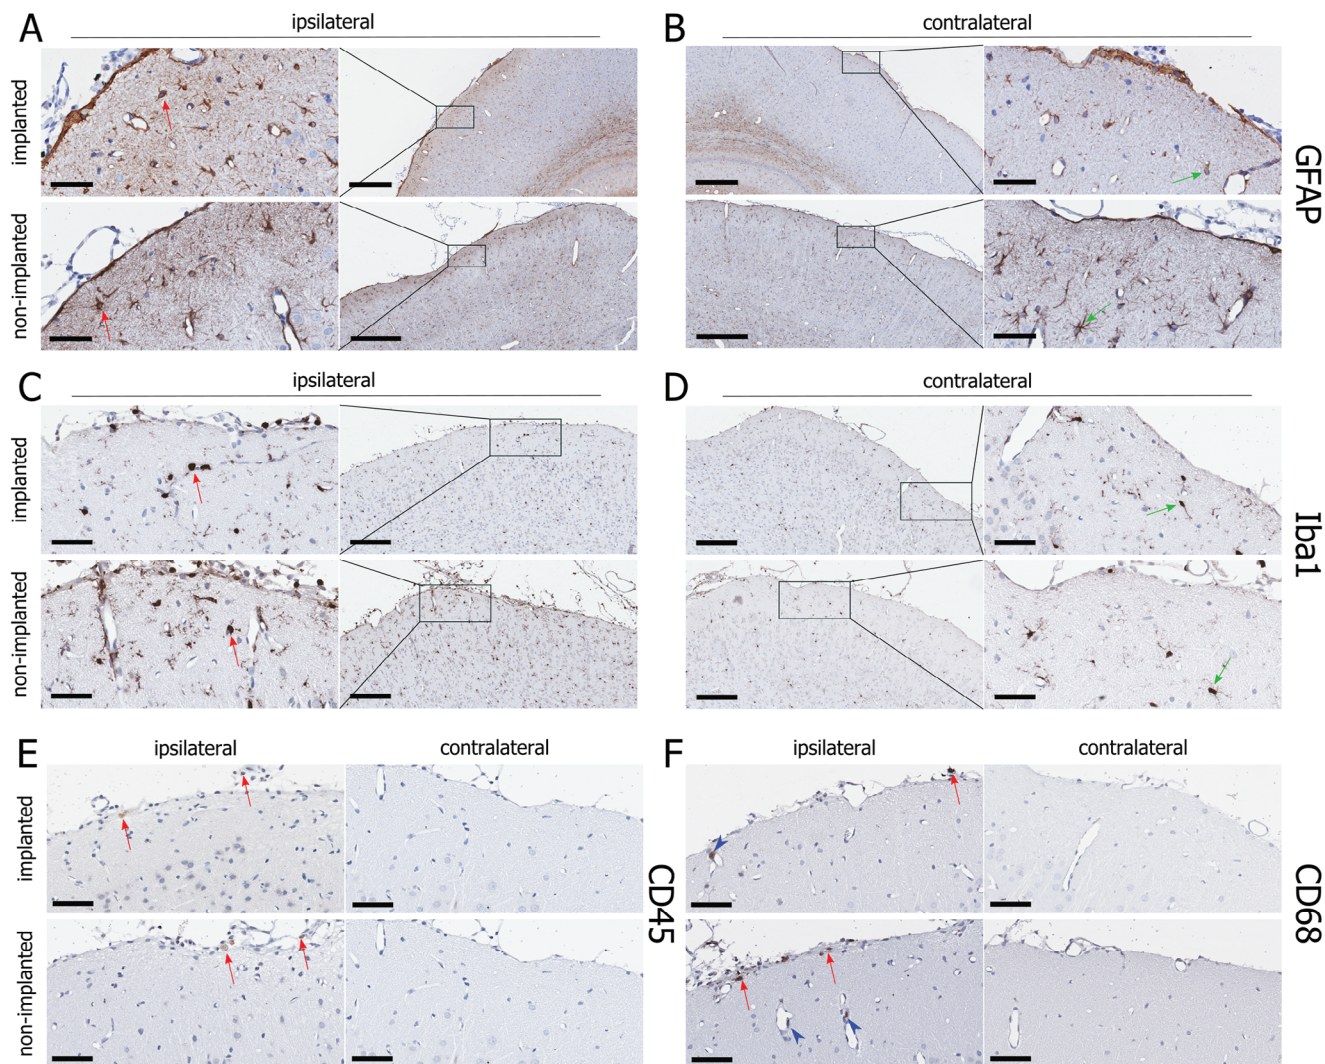 A
ipsilateral
B
contralateral
implanted
non-implanted
GFAP
C
ipsilateral
D
contralateral
implanted
non-implanted
Iba1
E
ipsilateral
contralateral
F
ipsilateral
contralateral
implanted
non-implanted
CD45
CD68